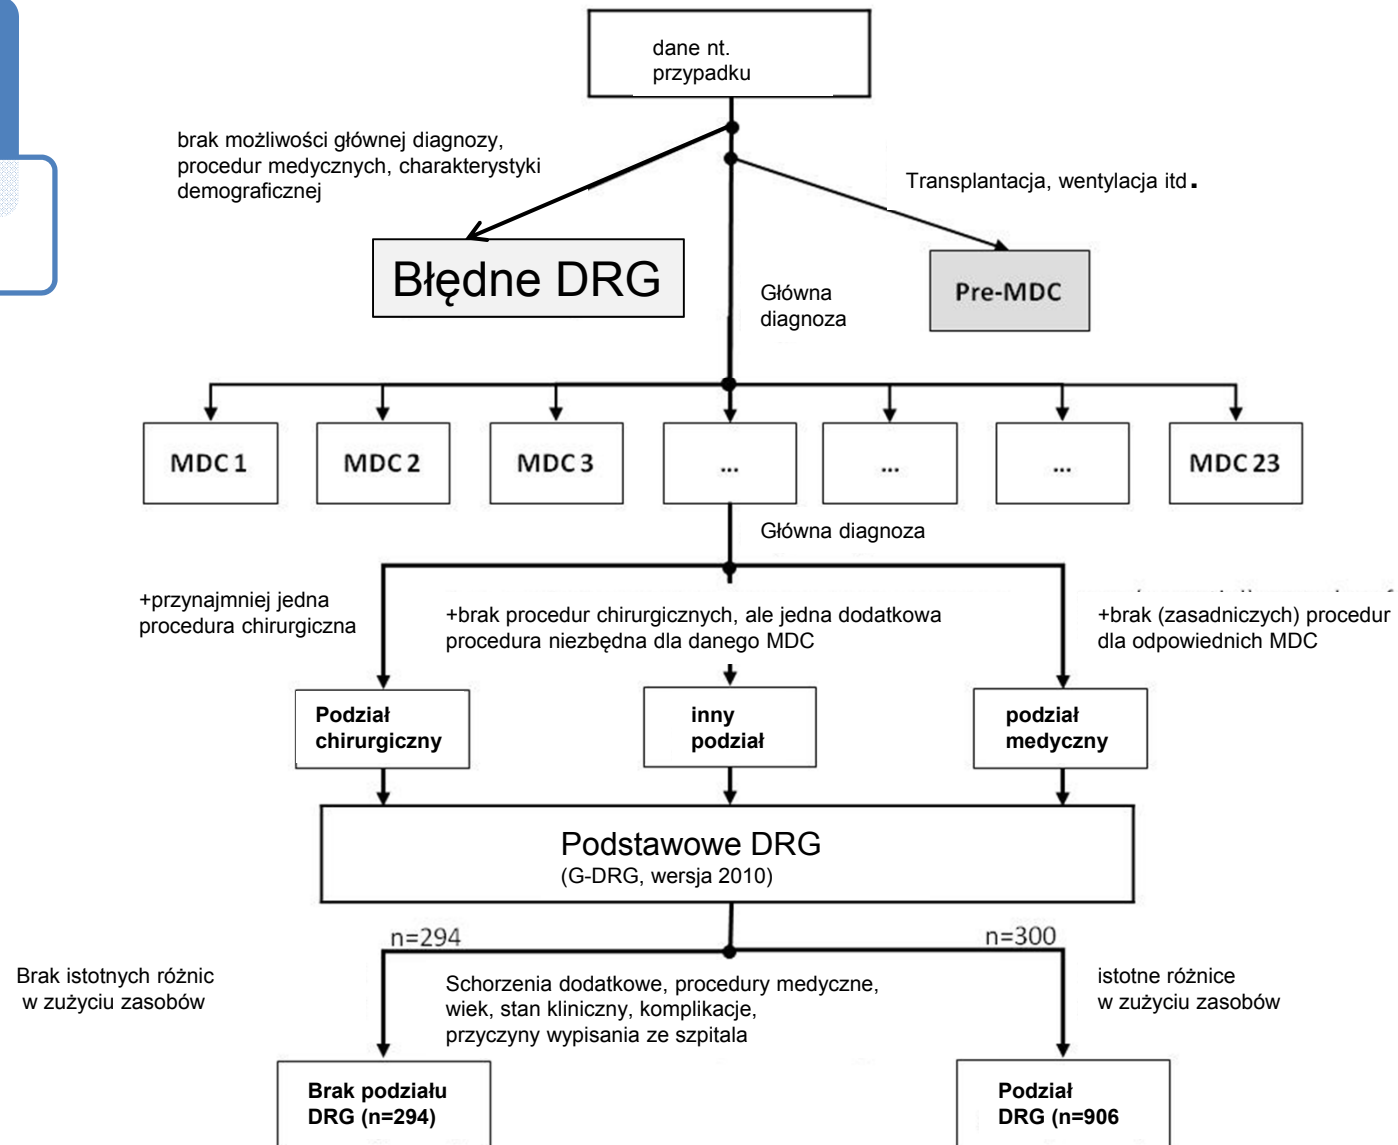 dane nt.
przypadku
brak możliwości głównej diagnozy,
procedur medycznych, charakterystyki
demograficznej
Transplantacja, wentylacja itd.
Błędne DRG
Pre-MDC
Główna
diagnoza
MDC 1
MDC 2
MDC 3
...
...
...
MDC 23
Główna diagnoza
+przynajmniej jedna
procedura chirurgiczna
+brak procedur chirurgicznych, ale jedna dodatkowa
procedura niezbędna dla danego MDC
+brak (zasadniczych) procedur
dla odpowiednich MDC
Podział
chirurgiczny
inny
podział
podział
medyczny
Podstawowe DRG
(G-DRG, wersja 2010)
n=294
n=300
Brak istotnych różnic
w zużyciu zasobów
Schorzenia dodatkowe, procedury medyczne,
wiek, stan kliniczny, komplikacje,
przyczyny wypisania ze szpitala
istotne różnice
w zużyciu zasobów
Brak podziału
DRG (n=294)
Podział
DRG (n=906